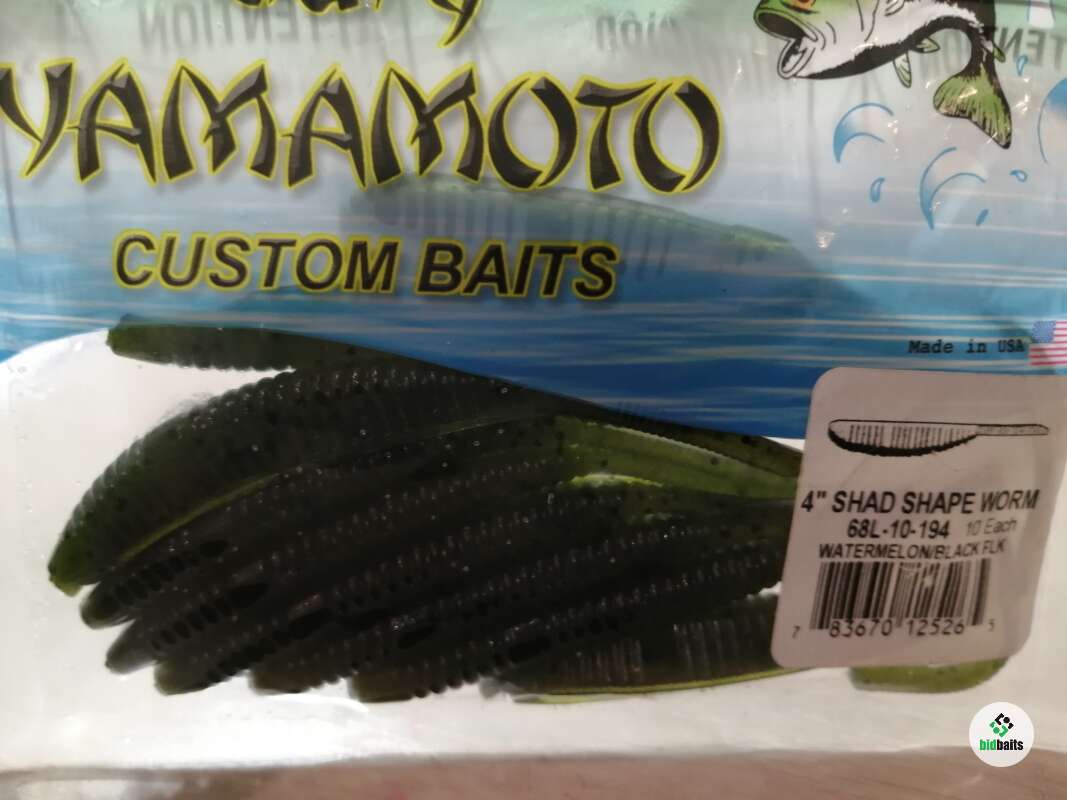 YAMAMOTO
CUSTOM BAITS
Made in USA
4" SHAD SHAPE WORM
68L-10-194 10 Each
WATERMELON/BLACK FLK
7 83670 12526 5
bidbaits